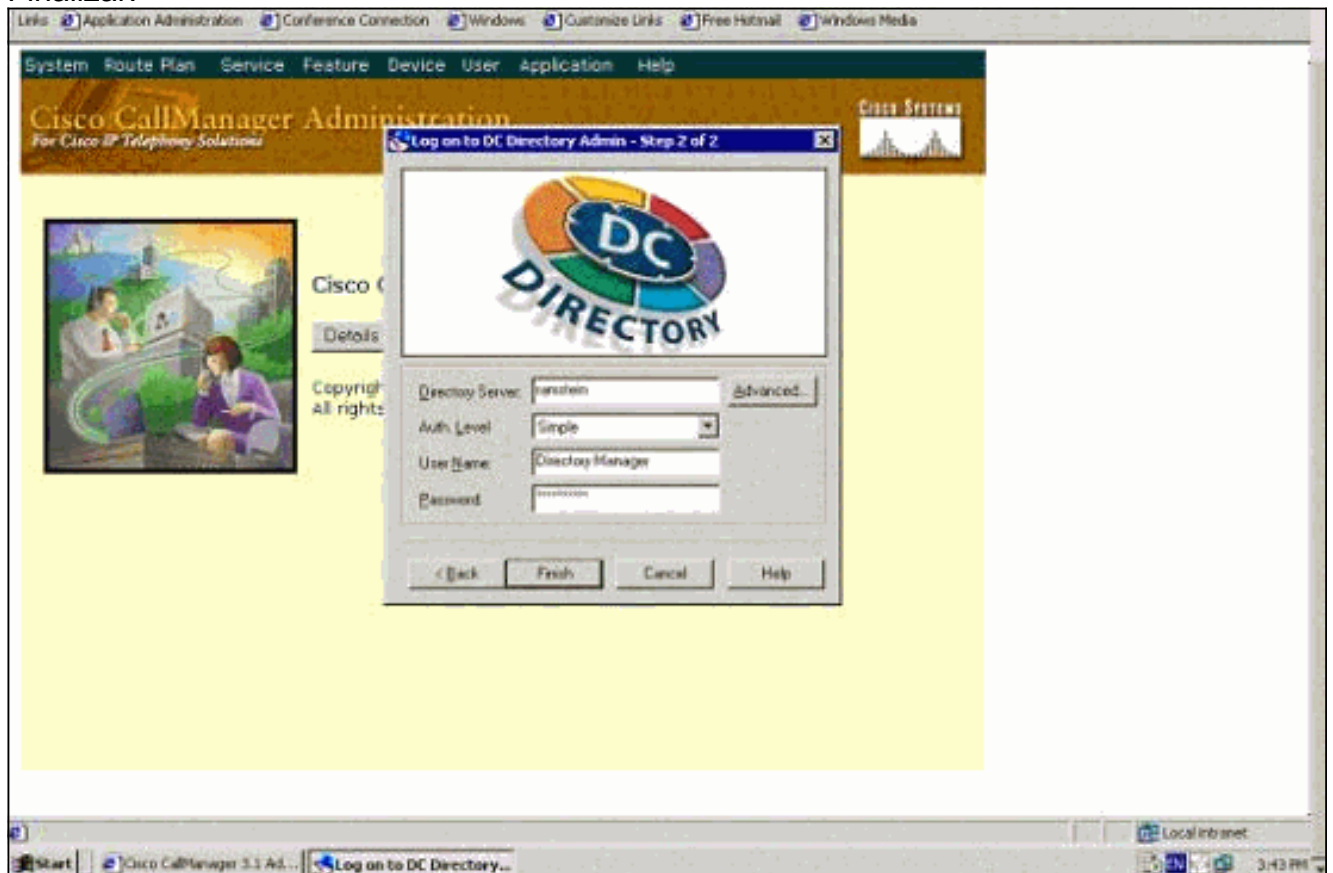 Links Application Administration Conference Connection Windows Customize Links Free Hotmail Windows Media
System Route Plan Service Feature Device User Application Help
Cisco CallManager Administration
For Cisco IP Telephony Solutions
CISCO SYSTEMS
Log on to DC Directory Admin - Step 2 of 2
DC
DIRECTORY
Cisco C
Details
Copyrigh
All rights
Directory Server:
Advanced...
Auth. Level
Simple
User Name:
Directory Manager
Password
< Back Finish Cancel Help
Local intranet
Start Cisco CallManager 3.1 Ad... Log on to DC Directory...
EN 3:43 PM